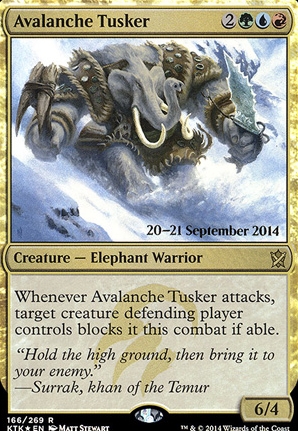 Avalanche Tusker 2
20–21 September 2014
Creature — Elephant Warrior
Whenever Avalanche Tusker attacks,
target creature defending player
controls blocks it this combat if able.
“Hold the high ground, then bring it to
your enemy.”
—Surrak, khan of the Temur
6/4
166/269 R
KTK ★ EN Matt Stewart
™ & © 2014 Wizards of the Coast